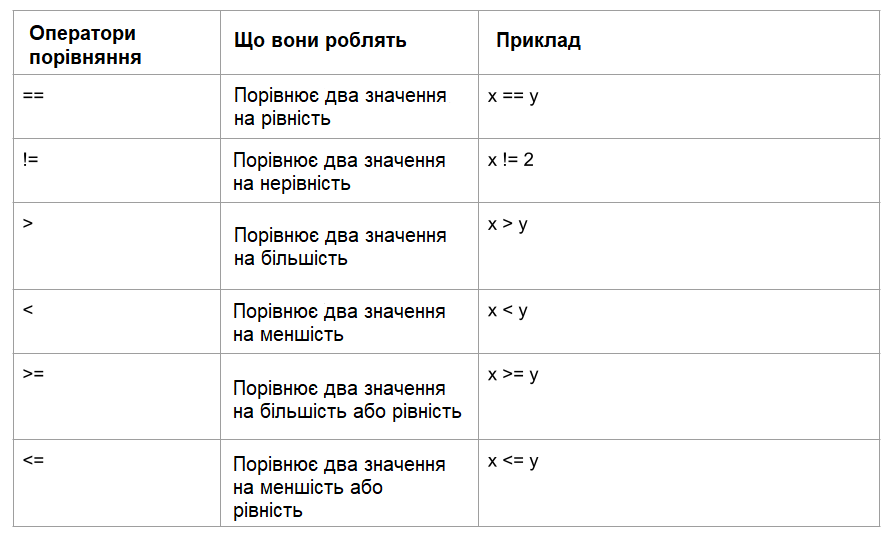 Оператори
порівняння
Що вони роблять
Приклад
==
Порівнює два значення
на рівність
x == y
!=
Порівнює два значення
на нерівність
x != 2
>
Порівнює два значення
на більшість
x > y
<
Порівнює два значення
на меншість
x < y
>=
Порівнює два значення
на більшість або рівність
x >= y
<=
Порівнює два значення
на меншість або
рівність
x <= y